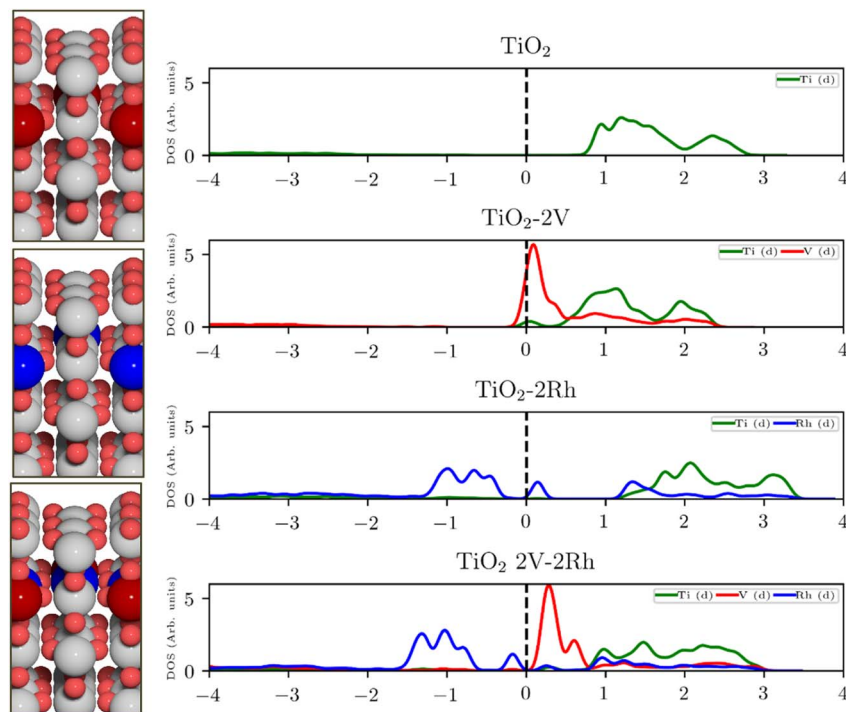 TiO₂
DOS (Arb. units)
5
0
Ti (d)
−4 −3 −2 −1 0 1 2 3 4
TiO₂-2V
DOS (Arb. units)
5
0
Ti (d) V (d)
−4 −3 −2 −1 0 1 2 3 4
TiO₂-2Rh
DOS (Arb. units)
5
0
Ti (d) Rh (d)
−4 −3 −2 −1 0 1 2 3 4
TiO₂ 2V-2Rh
DOS (Arb. units)
5
0
Ti (d) V (d) Rh (d)
−4 −3 −2 −1 0 1 2 3 4